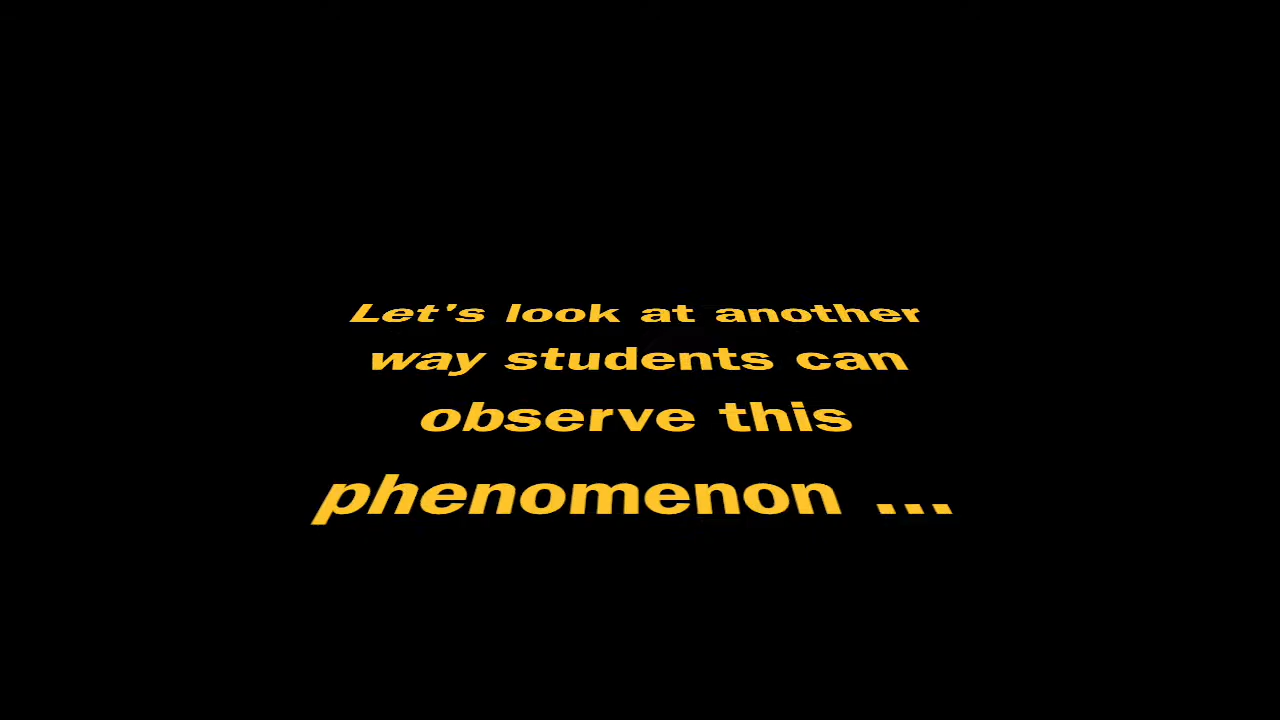 Let's look at another
way students can
observe this
phenomenon ...